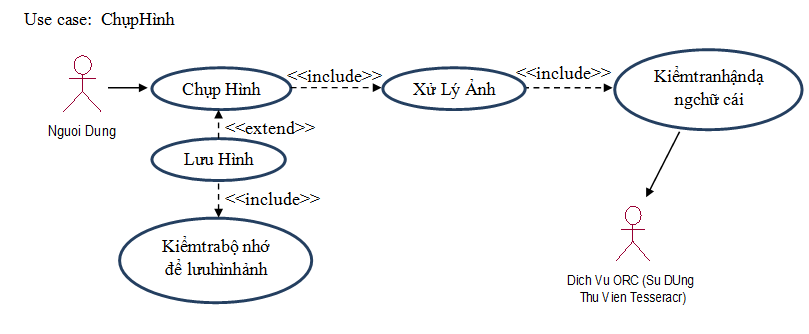 Use case: ChụpHình
Nguoi Dung
Chụp Hình
<<include>>
Xử Lý Ảnh
<<include>>
Kiểmtranhậndạ
ngchữ cái
<<extend>>
Lưu Hình
<<include>>
Kiểmtrabộ nhớ
để lưuhìnhảnh
Dich Vu ORC (Su DUng
Thu Vien Tesseracr)